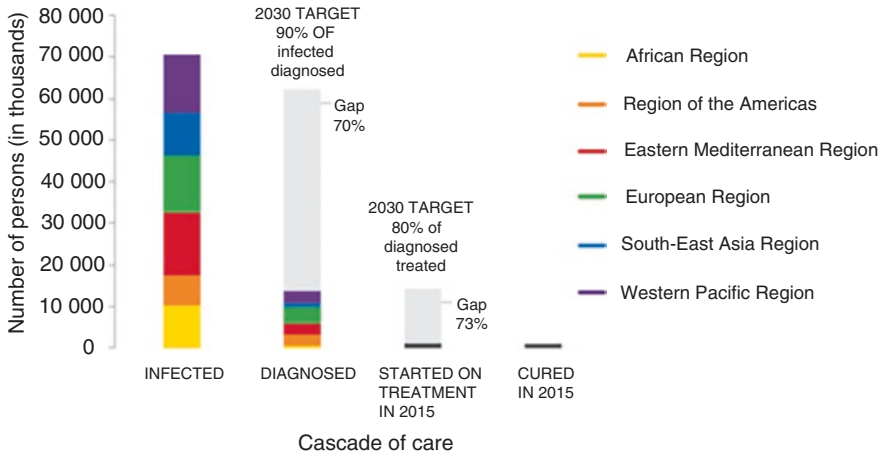 Number of persons (in thousands)
80 000
70 000
60 000
50 000
40 000
30 000
20 000
10 000
0
2030 TARGET
90% OF
infected
diagnosed
Gap
70%
2030 TARGET
80% of
diagnosed
treated
Gap
73%
INFECTED
DIAGNOSED
STARTED ON
TREATMENT
IN 2015
CURED
IN 2015
Cascade of care
African Region
Region of the Americas
Eastern Mediterranean Region
European Region
South-East Asia Region
Western Pacific Region